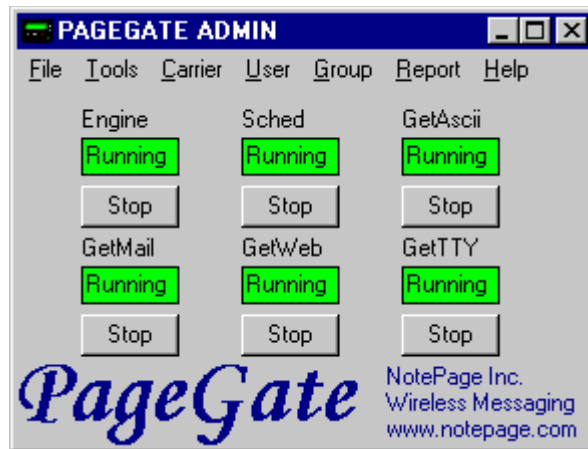 PAGEGATE ADMIN
File Tools Carrier User Group Report Help
Engine Sched GetAscii
Running Running Running
Stop Stop Stop
GetMail GetWeb GetTTY
Running Running Running
Stop Stop Stop
PageGate
NotePage Inc.
Wireless Messaging
www.notepage.com